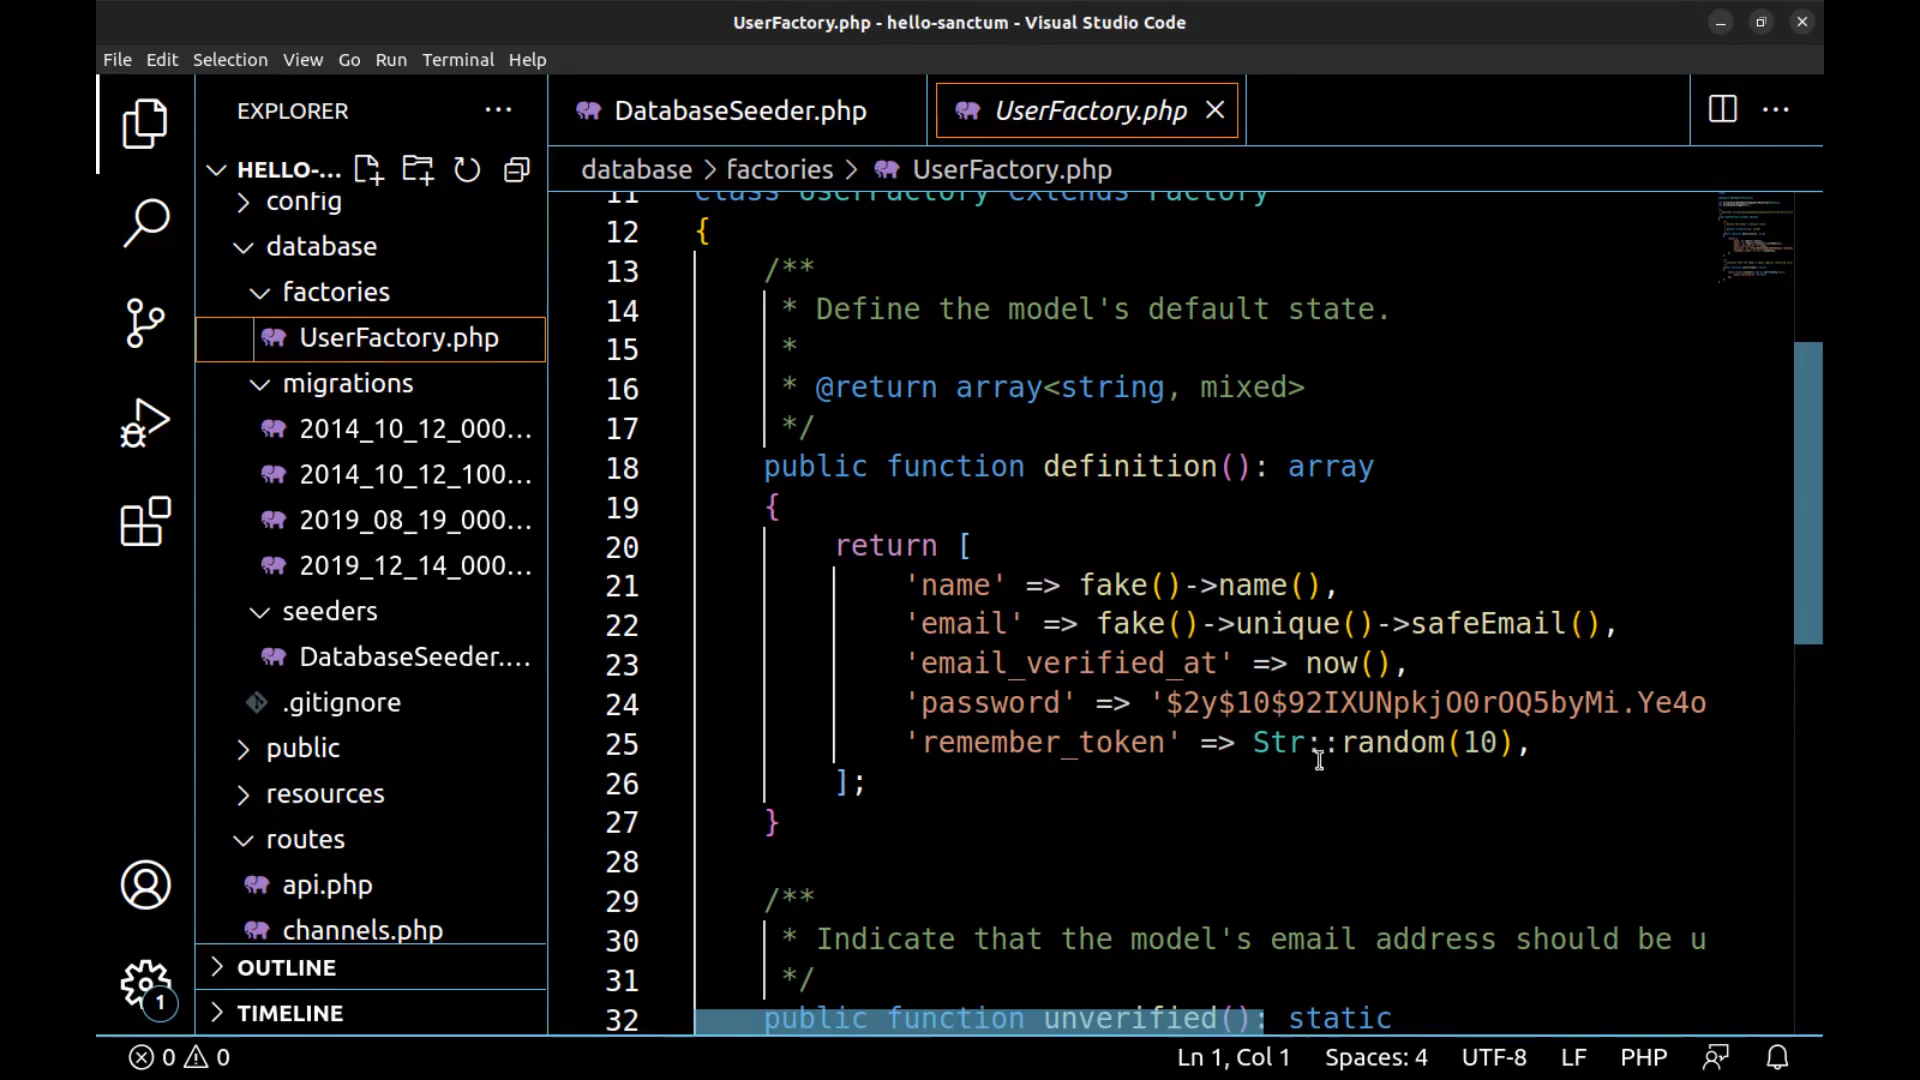 UserFactory.php - hello-sanctum - Visual Studio Code
File Edit Selection View Go Run Terminal Help
EXPLORER
HELLO-...
config
database
factories
UserFactory.php
migrations
2014_10_12_000...
2014_10_12_100...
2019_08_19_000...
2019_12_14_000...
seeders
DatabaseSeeder....
.gitignore
public
resources
routes
api.php
channels.php
OUTLINE
TIMELINE
DatabaseSeeder.php
UserFactory.php
database > factories > UserFactory.php
11 class UserFactory extends Factory
12 {
13 /**
14 * Define the model's default state.
15 *
16 * @return array<string, mixed>
17 */
18 public function definition(): array
19 {
20 return [
21 'name' => fake()->name(),
22 'email' => fake()->unique()->safeEmail(),
23 'email_verified_at' => now(),
24 'password' => '$2y$10$92IXUNpkjO0rOQ5byMi.Ye4o
25 'remember_token' => Str::random(10),
26 ];
27 }
28
29 /**
30 * Indicate that the model's email address should be u
31 */
32 public function unverified(): static
1
0 0
Ln 1, Col 1 Spaces: 4 UTF-8 LF PHP